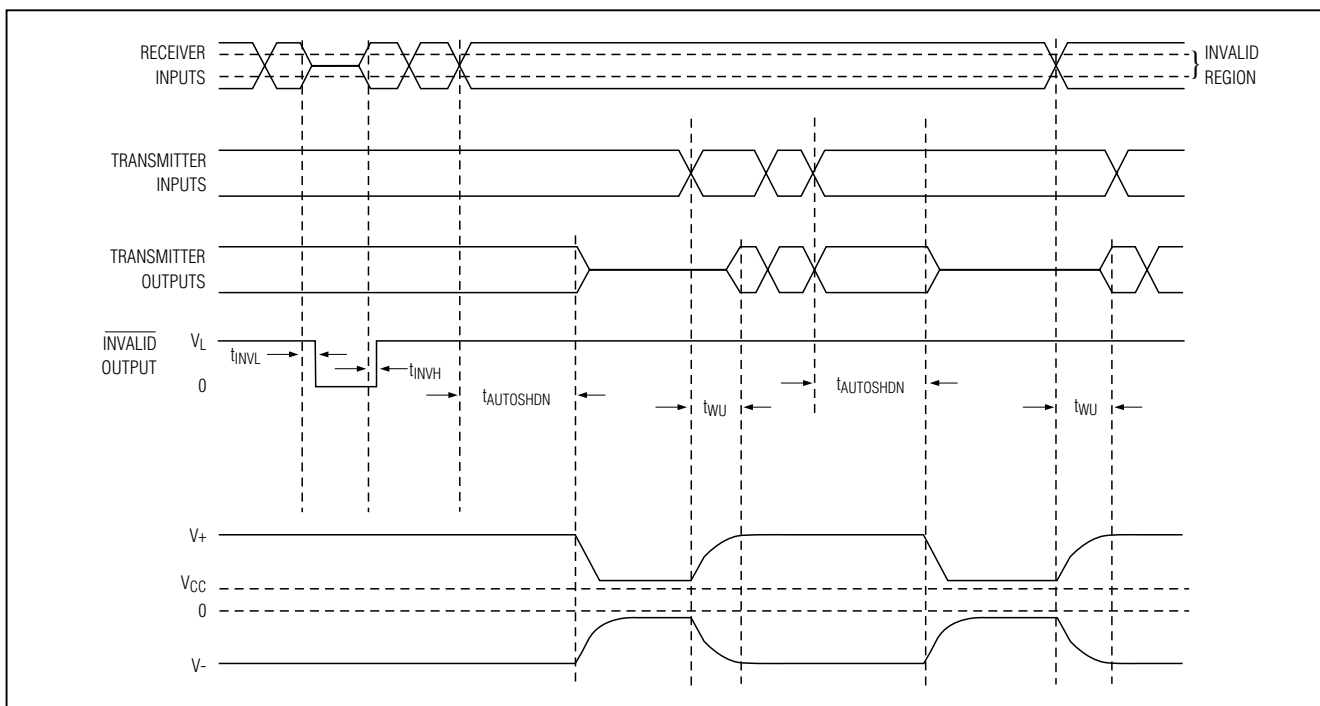 RECEIVER
INPUTS
} INVALID
REGION
TRANSMITTER
INPUTS
TRANSMITTER
OUTPUTS
INVALID
OUTPUT
VL
0
tINVL
tINVH
tAUTOSHDN
tWU
tAUTOSHDN
tWU
V+
VCC
0
V-